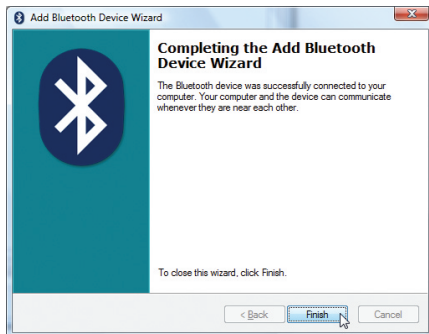 Add Bluetooth Device Wizard
Completing the Add Bluetooth
Device Wizard
The Bluetooth device was successfully connected to your
computer. Your computer and the device can communicate
whenever they are near each other.
To close this wizard, click Finish.
< Back Finish Cancel